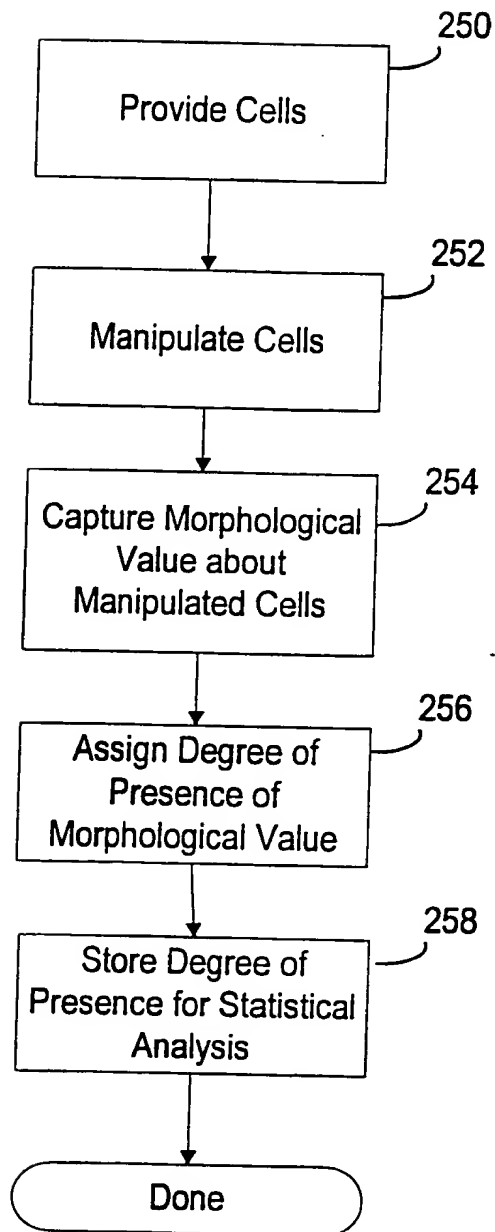 250
Provide Cells
252
Manipulate Cells
254
Capture Morphological
Value about
Manipulated Cells
256
Assign Degree of
Presence of
Morphological Value
258
Store Degree of
Presence for Statistical
Analysis
Done